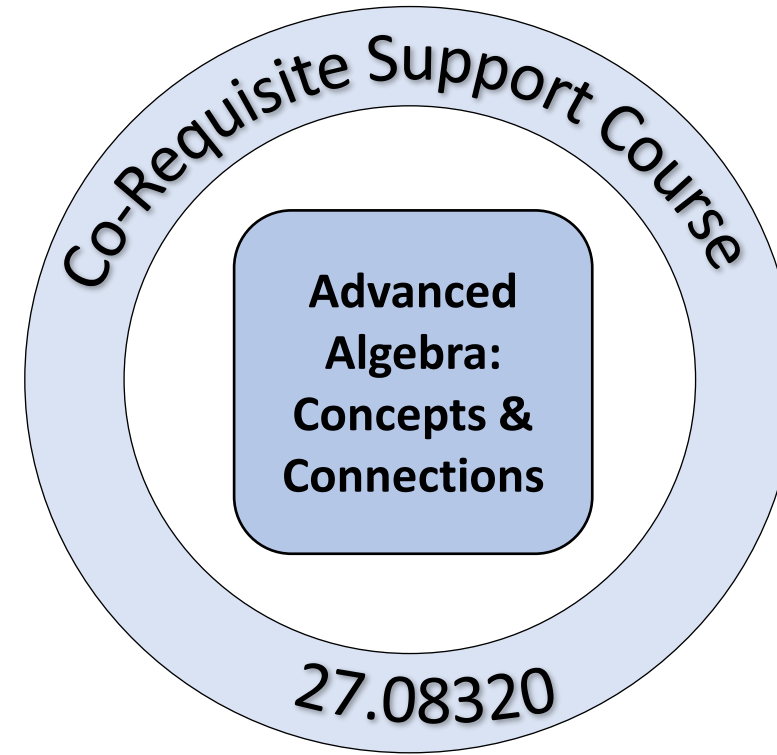 Co-Requisite Support Course
Advanced
Algebra:
Concepts &
Connections
27.08320